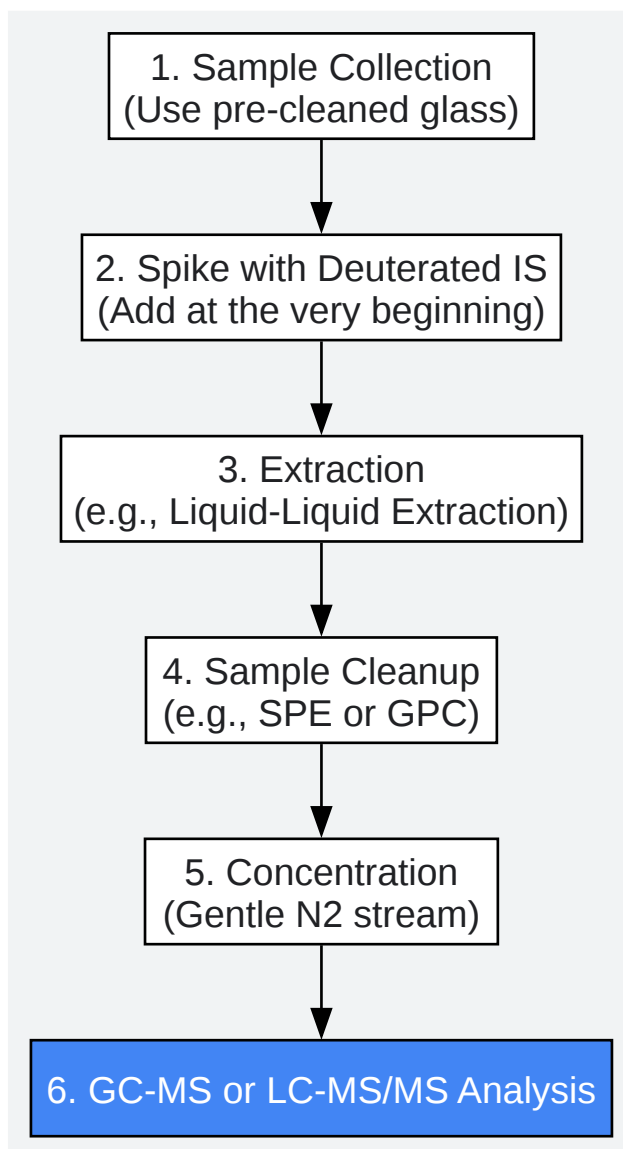 1. Sample Collection
(Use pre-cleaned glass)
2. Spike with Deuterated IS
(Add at the very beginning)
3. Extraction
(e.g., Liquid-Liquid Extraction)
4. Sample Cleanup
(e.g., SPE or GPC)
5. Concentration
(Gentle N2 stream)
6. GC-MS or LC-MS/MS Analysis